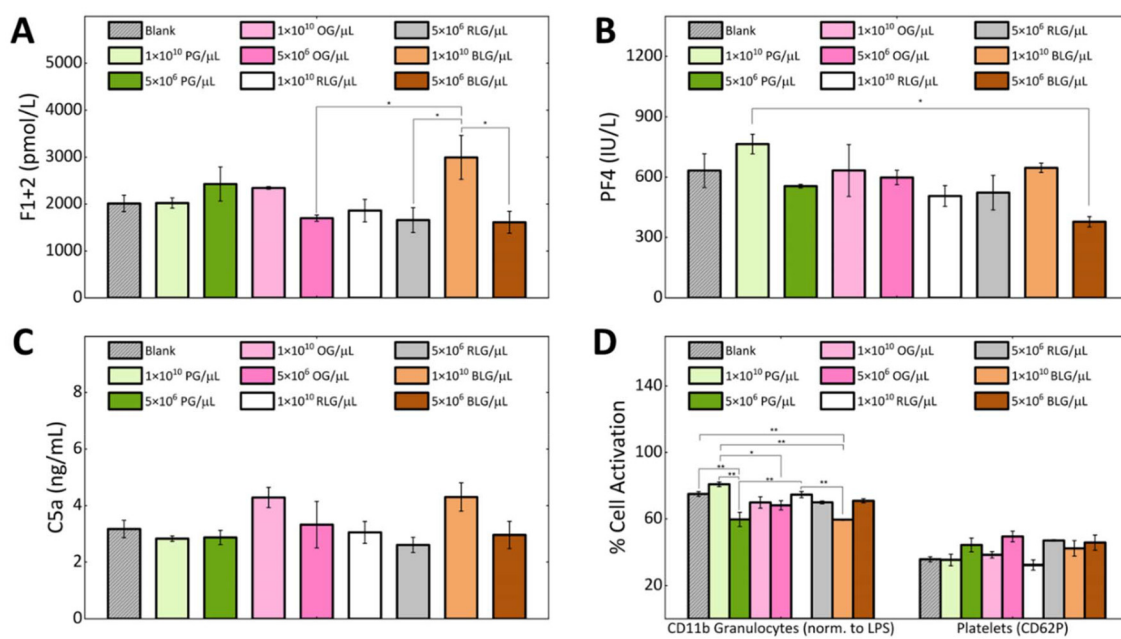 A
Blank
1×10¹⁰ OG/μL
5×10⁶ RLG/μL
1×10¹⁰ PG/μL
5×10⁶ OG/μL
1×10¹⁰ BLG/μL
5×10⁶ PG/μL
1×10¹⁰ RLG/μL
5×10⁶ BLG/μL
F1+2 (pmol/L)
5000
4000
3000
2000
1000
0
*
*
*
B
Blank
1×10¹⁰ OG/μL
5×10⁶ RLG/μL
1×10¹⁰ PG/μL
5×10⁶ OG/μL
1×10¹⁰ BLG/μL
5×10⁶ PG/μL
1×10¹⁰ RLG/μL
5×10⁶ BLG/μL
PF4 (IU/L)
1200
900
600
300
0
*
C
Blank
1×10¹⁰ OG/μL
5×10⁶ RLG/μL
1×10¹⁰ PG/μL
5×10⁶ OG/μL
1×10¹⁰ BLG/μL
5×10⁶ PG/μL
1×10¹⁰ RLG/μL
5×10⁶ BLG/μL
C5a (ng/mL)
8
6
4
2
0
D
Blank
1×10¹⁰ OG/μL
5×10⁶ RLG/μL
1×10¹⁰ PG/μL
5×10⁶ OG/μL
1×10¹⁰ BLG/μL
5×10⁶ PG/μL
1×10¹⁰ RLG/μL
5×10⁶ BLG/μL
% Cell Activation
140
100
60
20
**
**
*
**
**
**
**
CD11b Granulocytes (norm. to LPS)
Platelets (CD62P)